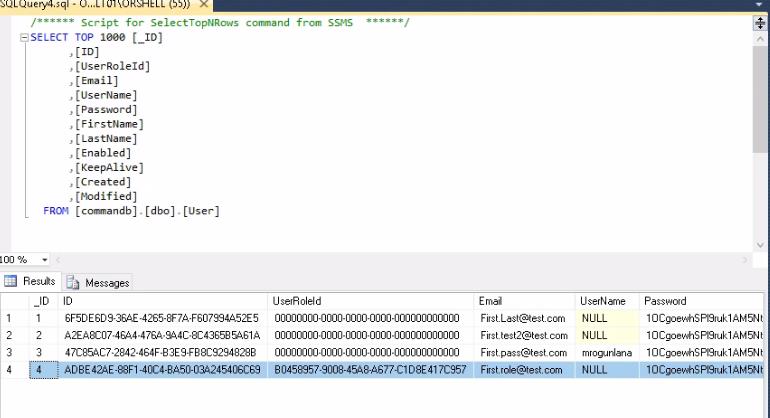 SQLQuery4.sql - O...LT01\ORSHELL (55))
/****** Script for SelectTopNRows command from SSMS ******/
SELECT TOP 1000 [_ID]
,[ID]
,[UserRoleId]
,[Email]
,[UserName]
,[Password]
,[FirstName]
,[LastName]
,[Enabled]
,[KeepAlive]
,[Created]
,[Modified]
FROM [commandb].[dbo].[User]
100 %
Results Messages
_ID ID UserRoleId Email UserName Password
1 1 6F5DE6D9-36AE-4265-8F7A-F607994A52E5 00000000-0000-0000-0000-000000000000 First.Last@test.com NULL 1OCgoewhSPI9ruk1AM5Nt
2 2 A2EA8C07-46A4-476A-9A4C-8C4365B5A61A 00000000-0000-0000-0000-000000000000 First.test2@test.com NULL 1OCgoewhSPI9ruk1AM5Nt
3 3 47C85AC7-2842-464F-B3E9-FB8C9294828B 00000000-0000-0000-0000-000000000000 First.pass@test.com mrogunlana 1OCgoewhSPI9ruk1AM5Nt
4 4 ADBE42AE-88F1-40C4-BA50-03A245406C69 B0458957-9008-45A8-A677-C1D8E417C957 First.role@test.com NULL 1OCgoewhSPI9ruk1AM5Nt